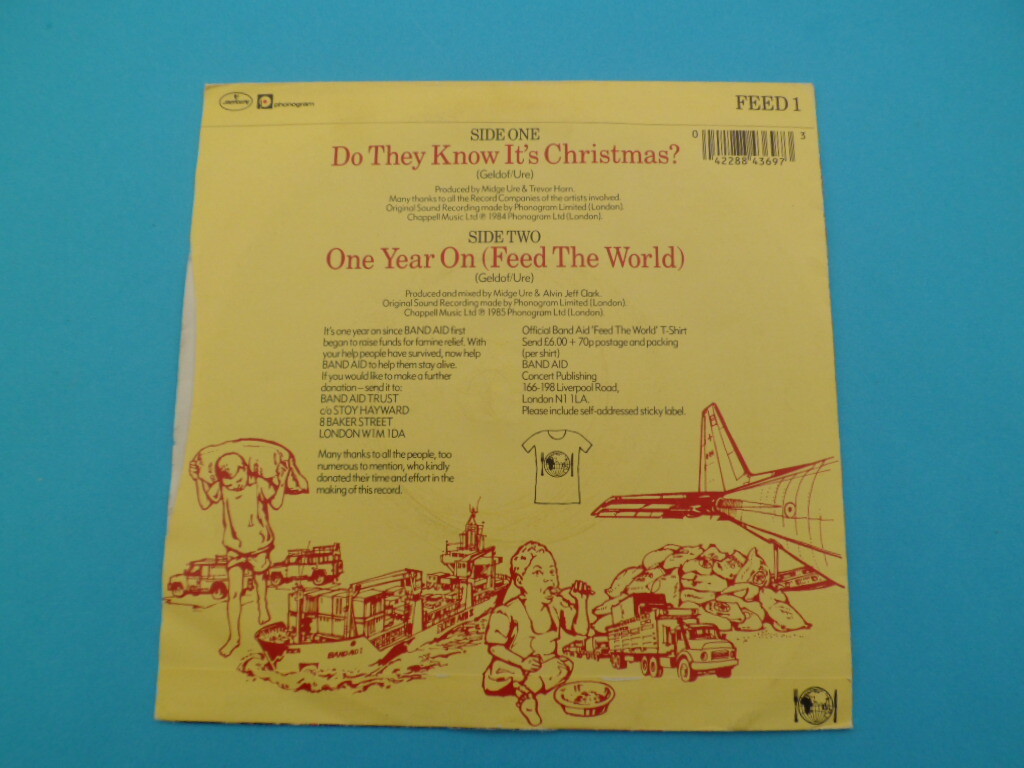 mercury phonogram FEED 1
SIDE ONE
Do They Know It's Christmas?
(Geldof/Ure)
Produced by Midge Ure & Trevor Horn.
Many thanks to all the Record Companies of the artists involved.
Original Sound Recording made by Phonogram Limited (London).
Chappell Music Ltd ℗ 1984 Phonogram Ltd (London).
0 42288 43697 3
SIDE TWO
One Year On (Feed The World)
(Geldof/Ure)
Produced and mixed by Midge Ure & Alvin Jeff Clark.
Original Sound Recording made by Phonogram Limited (London).
Chappell Music Ltd ℗ 1985 Phonogram Ltd (London).
It's one year on since BAND AID first
began to raise funds for famine relief. With
your help people have survived, now help
BAND AID to help them stay alive.
If you would like to make a further
donation – send it to:
BAND AID TRUST
c/o STOY HAYWARD
8 BAKER STREET
LONDON W1M 1DA
Many thanks to all the people, too
numerous to mention, who kindly
donated their time and effort in the
making of this record.
Official Band Aid 'Feed The World' T-Shirt
Send £6.00 + 70p postage and packing
(per shirt)
BAND AID
Concert Publishing
166-198 Liverpool Road,
London N1 1LA.
Please include self-addressed sticky label.
BAND AID 1